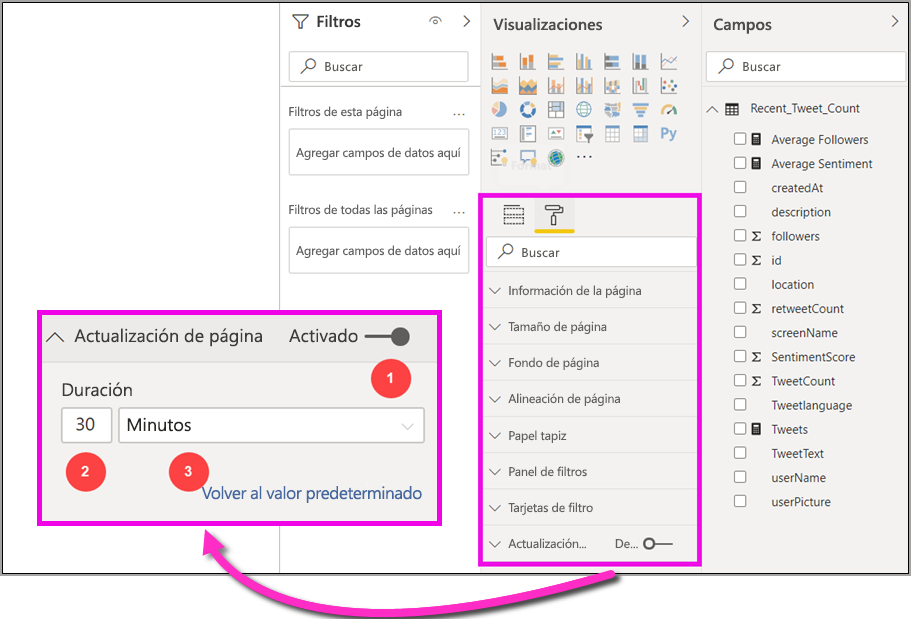 Filtros
Buscar
Filtros de esta página
...
Agregar campos de datos aquí
Filtros de todas las páginas
...
Agregar campos de datos aquí
Actualización de página
Activado
1
Duración
30
Minutos
2
3
Volver al valor predeterminado
Visualizaciones
123
Py
...
Buscar
Información de la página
Tamaño de página
Fondo de página
Alineación de página
Papel tapiz
Panel de filtros
Tarjetas de filtro
Actualización...
De...
Campos
Buscar
Recent_Tweet_Count
Average Followers
Average Sentiment
createdAt
description
Σ followers
Σ id
location
Σ retweetCount
screenName
Σ SentimentScore
Σ TweetCount
Tweetlanguage
Tweets
TweetText
userName
userPicture